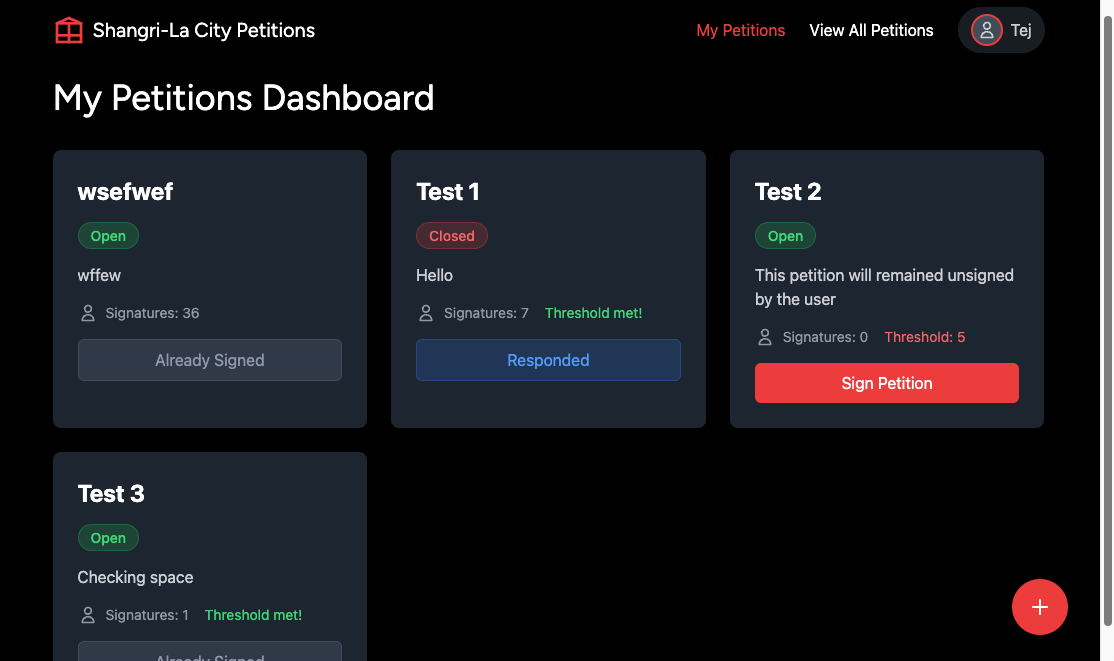 Shangri-La City Petitions
My Petitions
View All Petitions
Tej
My Petitions Dashboard
wsefwef
Open
wffew
Signatures: 36
Already Signed
Test 1
Closed
Hello
Signatures: 7
Threshold met!
Responded
Test 2
Open
This petition will remained unsigned
by the user
Signatures: 0
Threshold: 5
Sign Petition
Test 3
Open
Checking space
Signatures: 1
Threshold met!
Already Signed
+